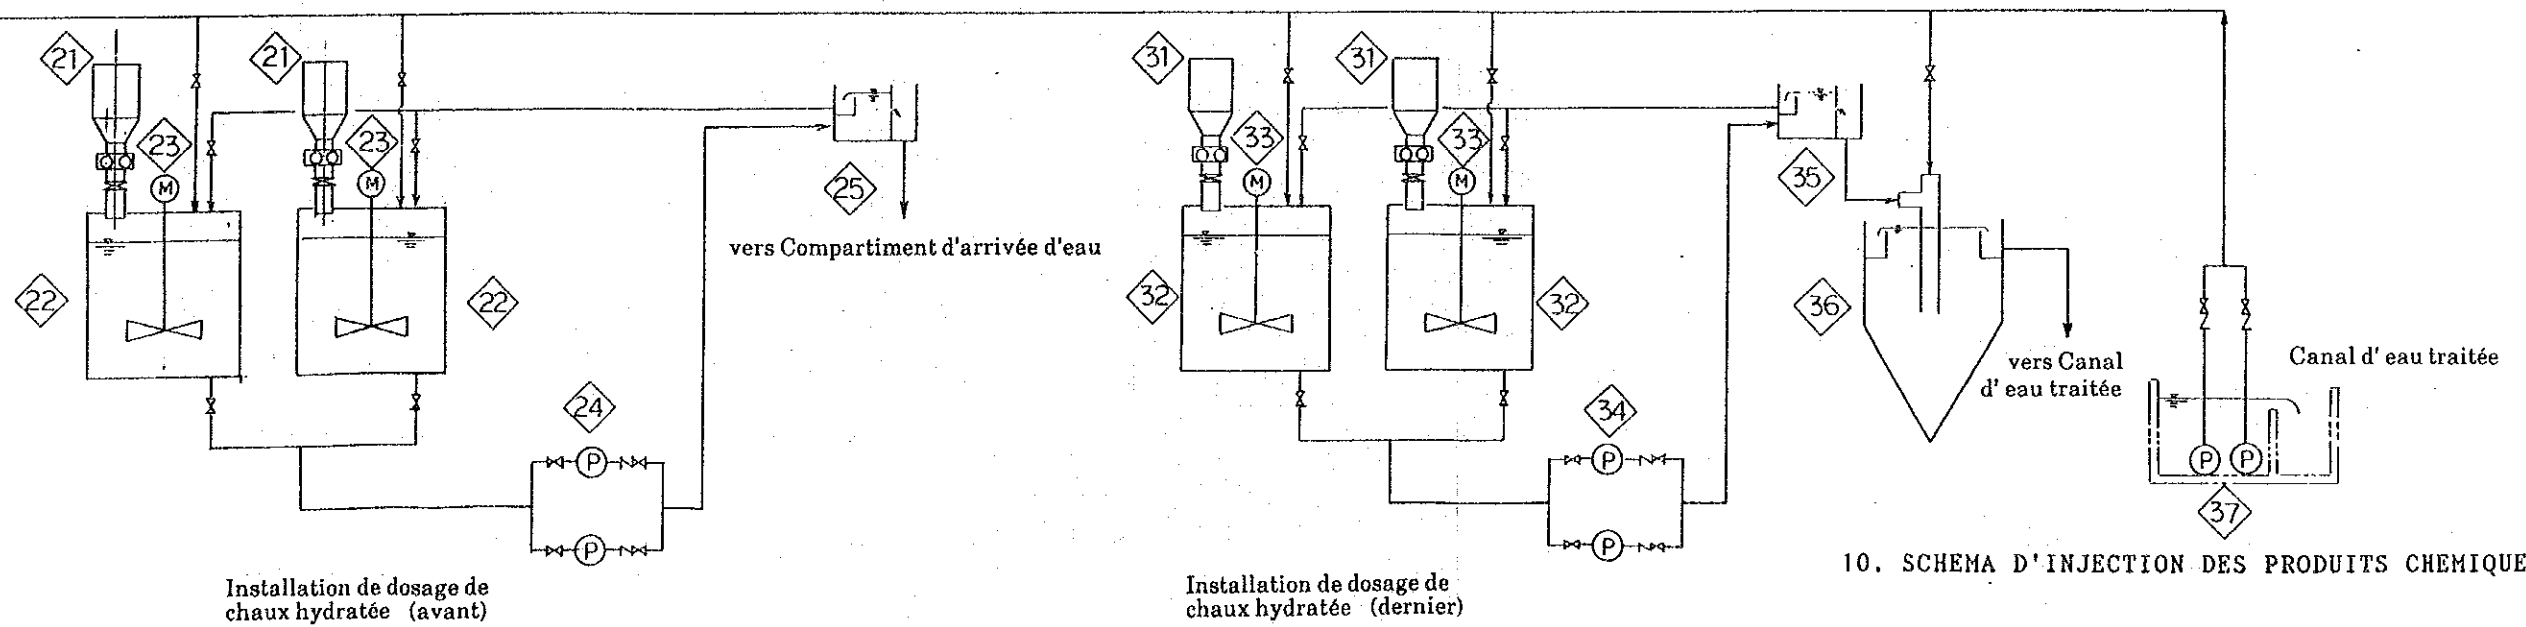 21
21
31
31
23
23
33
33
M
M
M
M
25
35
vers Compartiment d'arrivée d'eau
22
22
32
32
36
vers Canal
d' eau traitée
Canal d' eau traitée
24
34
P
P
P
P
P
P
37
10. SCHEMA D'INJECTION DES PRODUITS CHEMIQUE
Installation de dosage de
chaux hydratée (avant)
Installation de dosage de
chaux hydratée (dernier)